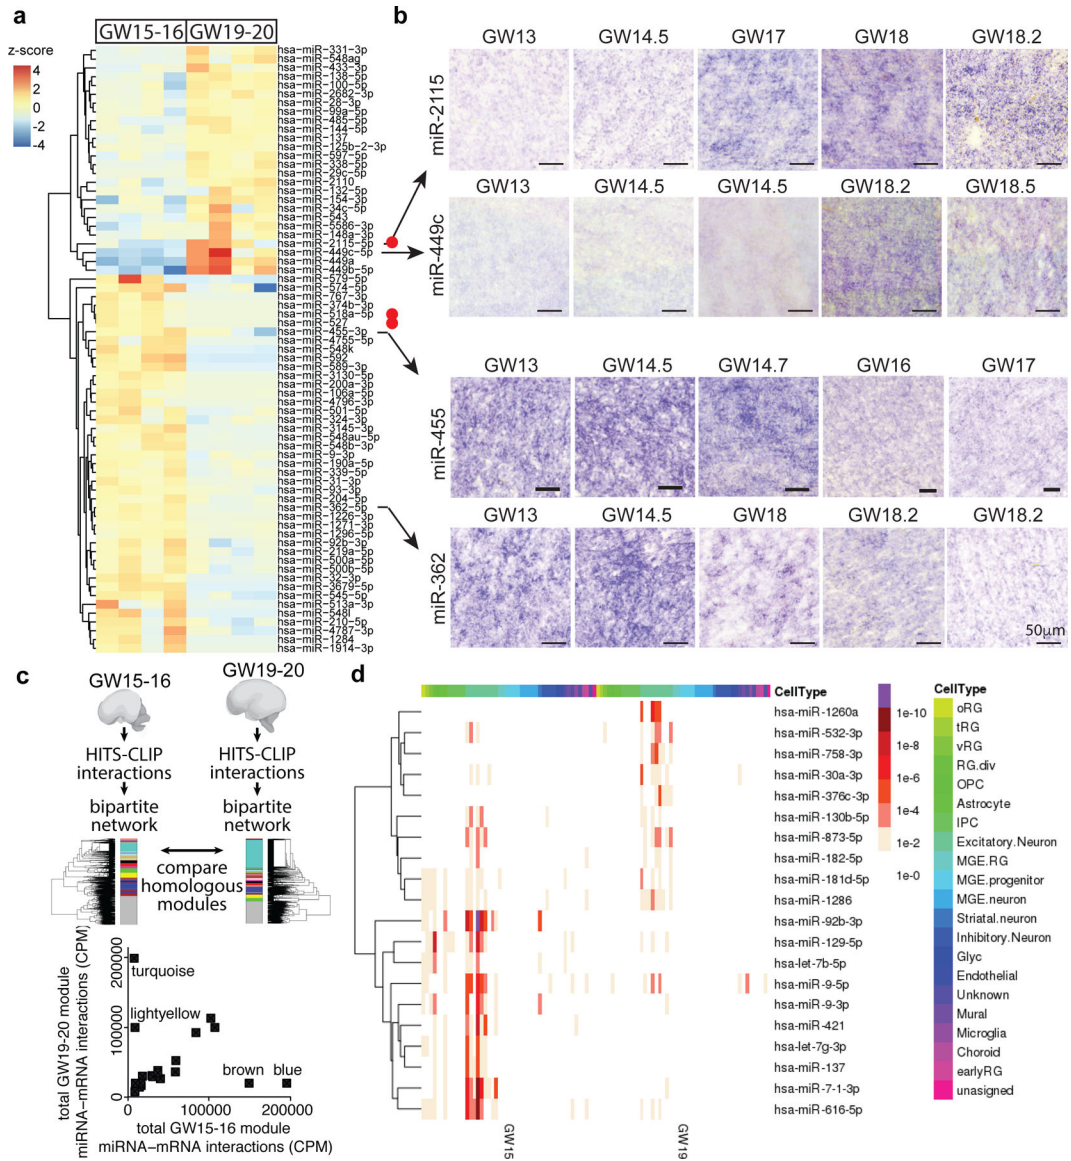 a
GW15-16 GW19-20
z-score
4
2
0
-2
-4
hsa-miR-331-3p
hsa-miR-548ag
hsa-miR-433-3p
hsa-miR-138-5p
hsa-miR-100-5p
hsa-miR-2682-3p
hsa-miR-28-3p
hsa-miR-99a-5p
hsa-miR-485-5p
hsa-miR-144-5p
hsa-miR-137
hsa-miR-125b-2-3p
hsa-miR-597-5p
hsa-miR-338-5p
hsa-miR-29c-5p
hsa-miR-2110
hsa-miR-132-5p
hsa-miR-154-3p
hsa-miR-34c-5p
hsa-miR-543
hsa-miR-5586-3p
hsa-miR-148a-3p
hsa-miR-2115-5p
hsa-miR-449c-5p
hsa-miR-449a
hsa-miR-449b-5p
hsa-miR-579-5p
hsa-miR-574-5p
hsa-miR-767-3p
hsa-miR-374b-3p
hsa-miR-518a-5p
hsa-miR-527
hsa-miR-455-3p
hsa-miR-4755-5p
hsa-miR-548k
hsa-miR-592
hsa-miR-589-3p
hsa-miR-3130-5p
hsa-miR-200a-3p
hsa-miR-106a-5p
hsa-miR-4796-3p
hsa-miR-501-5p
hsa-miR-324-3p
hsa-miR-3145-3p
hsa-miR-548au-5p
hsa-miR-548b-3p
hsa-miR-9-3p
hsa-miR-190a-5p
hsa-miR-339-5p
hsa-miR-31-3p
hsa-miR-93-3p
hsa-miR-204-5p
hsa-miR-362-5p
hsa-miR-1226-3p
hsa-miR-1271-3p
hsa-miR-1296-5p
hsa-miR-92b-3p
hsa-miR-219a-5p
hsa-miR-500a-5p
hsa-miR-500b-5p
hsa-miR-32-3p
hsa-miR-3679-5p
hsa-miR-545-5p
hsa-miR-513a-3p
hsa-miR-548l
hsa-miR-210-5p
hsa-miR-4787-3p
hsa-miR-1284
hsa-miR-1914-3p
b
GW13 GW14.5 GW17 GW18 GW18.2
miR-2115
GW13 GW14.5 GW14.5 GW18.2 GW18.5
miR-449c
GW13 GW14.5 GW14.7 GW16 GW17
miR-455
GW13 GW14.5 GW18 GW18.2 GW18.2
miR-362
50µm
c
GW15-16 GW19-20
HITS-CLIP interactions
HITS-CLIP interactions
bipartite network
bipartite network
compare
homologous
modules
total GW19-20 module
miRNA-mRNA interactions (CPM)
200000
100000
0
turquoise
lightyellow
brown blue
0 100000 200000
total GW15-16 module
miRNA-mRNA interactions (CPM)
d
CellType
hsa-miR-1260a
hsa-miR-532-3p
hsa-miR-758-3p
hsa-miR-30a-3p
hsa-miR-376c-3p
hsa-miR-130b-5p
hsa-miR-873-5p
hsa-miR-182-5p
hsa-miR-181d-5p
hsa-miR-1286
hsa-miR-92b-3p
hsa-miR-129-5p
hsa-let-7b-5p
hsa-miR-9-5p
hsa-miR-9-3p
hsa-miR-421
hsa-let-7g-3p
hsa-miR-137
hsa-miR-7-1-3p
hsa-miR-616-5p
GW15
GW19
1e-10
1e-8
1e-6
1e-4
1e-2
1e-0
CellType
oRG
tRG
vRG
RG.div
OPC
Astrocyte
IPC
Excitatory.Neuron
MGE.RG
MGE.progenitor
MGE.neuron
Striatal.neuron
Inhibitory.Neuron
Glyc
Endothelial
Unknown
Mural
Microglia
Choroid
earlyRG
unasigned